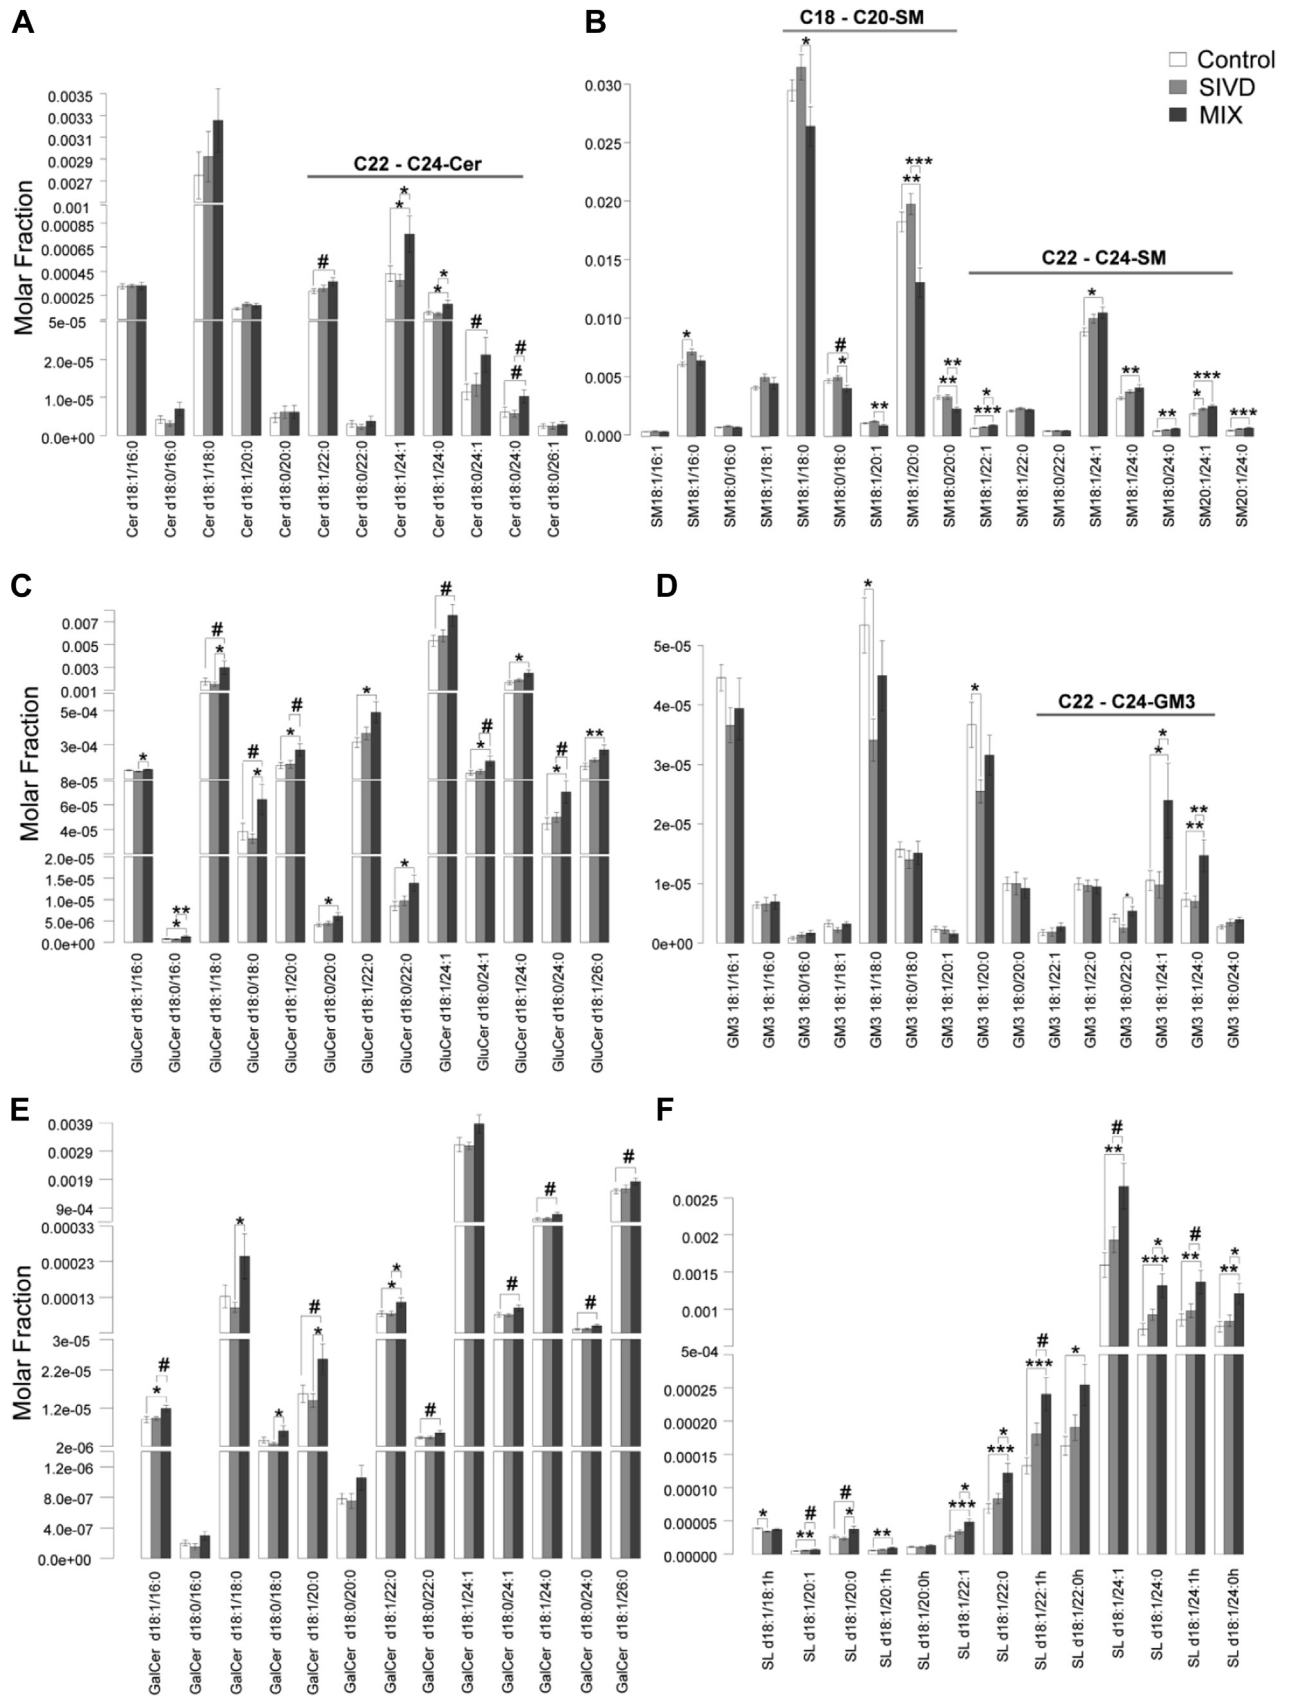 A
C22 - C24-Cer
Molar Fraction
0.0035
0.0033
0.0031
0.0029
0.0027
0.001
0.00085
0.00065
0.00045
0.00025
5e-05
2.0e-05
1.0e-05
0.0e+00
* * # * * # # #
Cer d18:1/16:0
Cer d18:0/16:0
Cer d18:1/18:0
Cer d18:1/20:0
Cer d18:0/20:0
Cer d18:1/22:0
Cer d18:0/22:0
Cer d18:1/24:1
Cer d18:1/24:0
Cer d18:0/24:1
Cer d18:0/24:0
Cer d18:0/26:1
B
C18 - C20-SM
Control
SIVD
MIX
C22 - C24-SM
0.030
0.025
0.020
0.015
0.010
0.005
0.000
* * # * ** *** ** ** ** * *** * ** ** *** * ***
SM18:1/16:1
SM18:1/16:0
SM18:0/16:0
SM18:1/18:1
SM18:1/18:0
SM18:0/18:0
SM18:1/20:1
SM18:1/20:0
SM18:0/20:0
SM18:1/22:1
SM18:1/22:0
SM18:0/22:0
SM18:1/24:1
SM18:1/24:0
SM18:0/24:0
SM20:1/24:1
SM20:1/24:0
C
Molar Fraction
0.007
0.005
0.003
0.001
5e-04
3e-04
8e-05
6e-05
4e-05
2.0e-05
1.5e-05
1.0e-05
5.0e-06
0.0e+00
* ** * # * # * # * * * * # # * * # * **
GluCer d18:1/16:0
GluCer d18:0/16:0
GluCer d18:1/18:0
GluCer d18:0/18:0
GluCer d18:1/20:0
GluCer d18:0/20:0
GluCer d18:1/22:0
GluCer d18:0/22:0
GluCer d18:1/24:1
GluCer d18:0/24:1
GluCer d18:1/24:0
GluCer d18:0/24:0
GluCer d18:1/26:0
D
C22 - C24-GM3
5e-05
4e-05
3e-05
2e-05
1e-05
0e+00
* * * * * ** **
GM3 18:1/16:1
GM3 18:1/16:0
GM3 18:0/16:0
GM3 18:1/18:1
GM3 18:1/18:0
GM3 18:0/18:0
GM3 18:1/20:1
GM3 18:1/20:0
GM3 18:0/20:0
GM3 18:1/22:1
GM3 18:1/22:0
GM3 18:0/22:0
GM3 18:1/24:1
GM3 18:1/24:0
GM3 18:0/24:0
E
Molar Fraction
0.0039
0.0029
0.0019
9e-04
0.00033
0.00023
0.00013
3e-05
2.2e-05
1.2e-05
2e-06
1.2e-06
8.0e-07
4.0e-07
0.0e+00
# * * * # * * * # # # # #
GalCer d18:1/16:0
GalCer d18:0/16:0
GalCer d18:1/18:0
GalCer d18:0/18:0
GalCer d18:1/20:0
GalCer d18:0/20:0
GalCer d18:1/22:0
GalCer d18:0/22:0
GalCer d18:1/24:1
GalCer d18:0/24:1
GalCer d18:1/24:0
GalCer d18:0/24:0
GalCer d18:1/26:0
F
0.0025
0.002
0.0015
0.001
5e-04
0.00025
0.00020
0.00015
0.00010
0.00005
0.00000
* # ** # * ** * *** * *** # *** * # ** * *** # ** * **
SL d18:1/18:1h
SL d18:1/20:1
SL d18:1/20:0
SL d18:1/20:1h
SL d18:1/20:0h
SL d18:1/22:1
SL d18:1/22:0
SL d18:1/22:1h
SL d18:1/22:0h
SL d18:1/24:1
SL d18:1/24:0
SL d18:1/24:1h
SL d18:1/24:0h